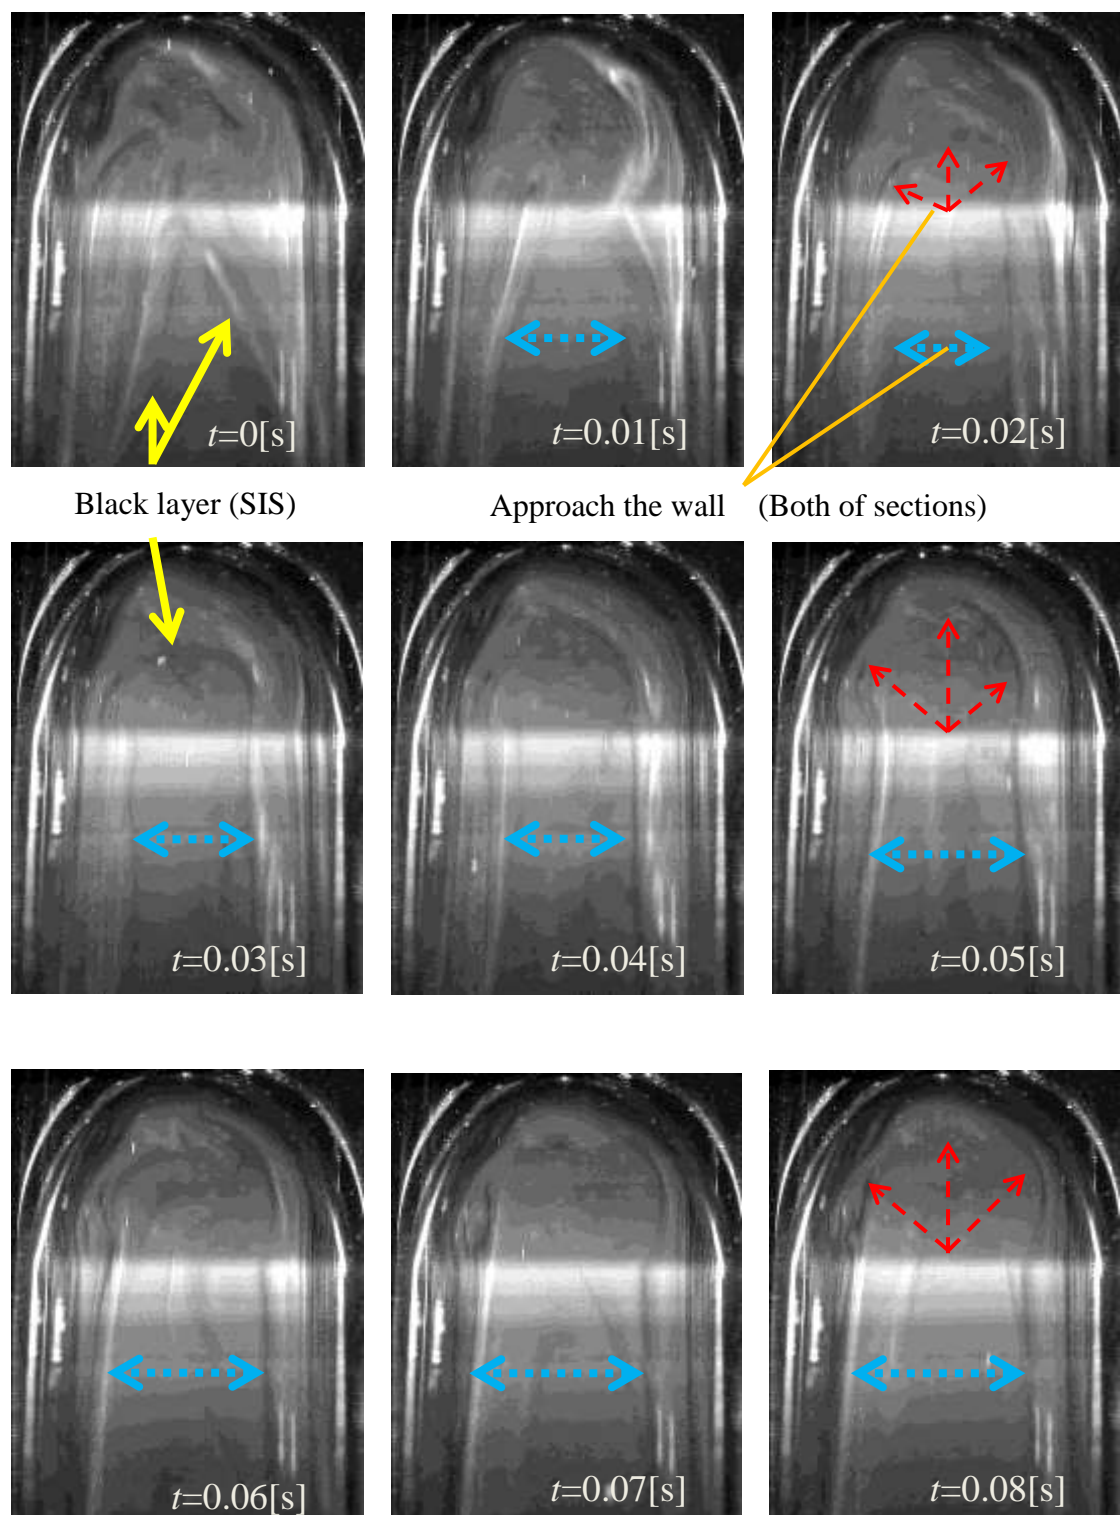 t=0[s]
t=0.01[s]
t=0.02[s]
Black layer (SIS)
Approach the wall (Both of sections)
t=0.03[s]
t=0.04[s]
t=0.05[s]
t=0.06[s]
t=0.07[s]
t=0.08[s]